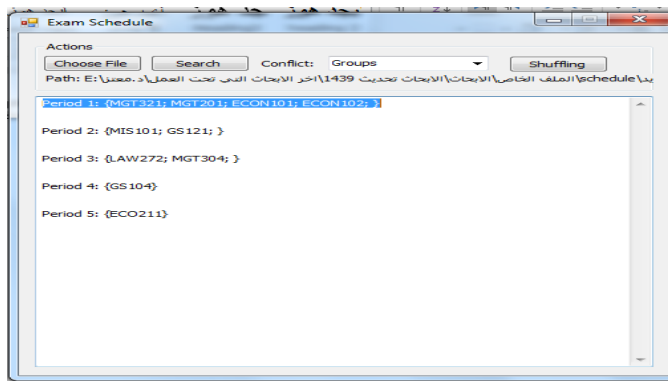 Exam Schedule
Actions
Choose File Search Conflict: Groups Shuffling
Path: E:\الملف الخاص\الابحاث\الابحاث تحديث 1439\اخر الابحاث التي تحت العمل\د.معتز\schedule\يد
Period 1: {MGT321; MGT201; ECON101; ECON102; }
Period 2: {MIS101; GS121; }
Period 3: {LAW272; MGT304; }
Period 4: {GS104}
Period 5: {ECO211}